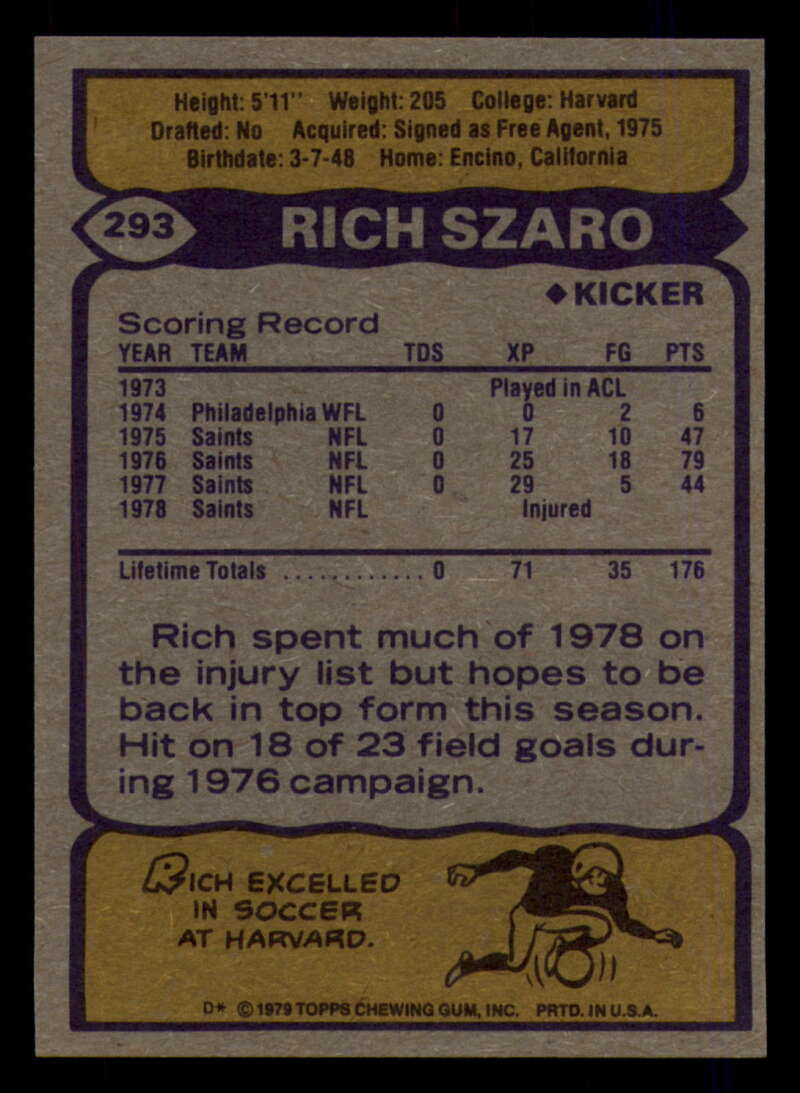 Height: 5'11" Weight: 205 College: Harvard
Drafted: No Acquired: Signed as Free Agent, 1975
Birthdate: 3-7-48 Home: Encino, California
293 RICH SZARO
◆KICKER
Scoring Record
YEAR TEAM TDS XP FG PTS
1973 Played in ACL
1974 Philadelphia WFL 0 0 2 6
1975 Saints NFL 0 17 10 47
1976 Saints NFL 0 25 18 79
1977 Saints NFL 0 29 5 44
1978 Saints NFL Injured
Lifetime Totals ............ 0 71 35 176
Rich spent much of 1978 on
the injury list but hopes to be
back in top form this season.
Hit on 18 of 23 field goals dur-
ing 1976 campaign.
RICH EXCELLED
IN SOCCER
AT HARVARD.
D* © 1979 TOPPS CHEWING GUM, INC. PRTD. IN U.S.A.